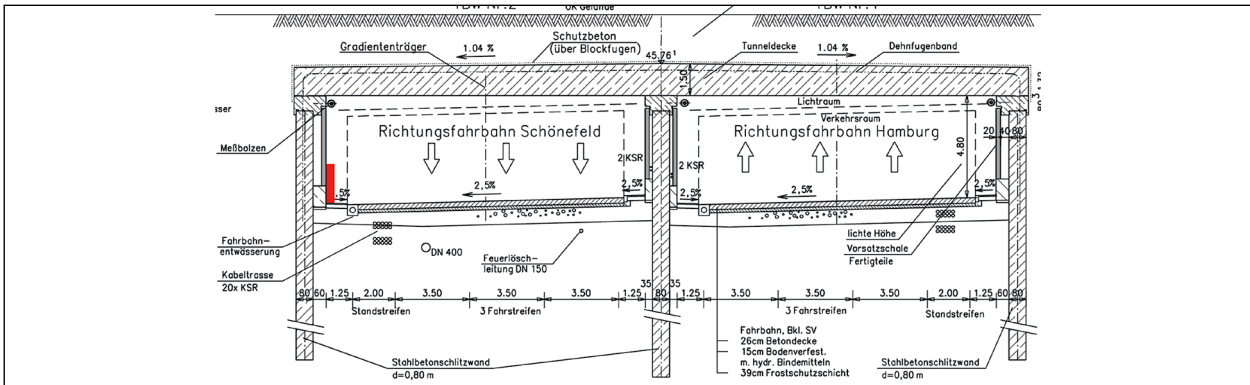 OK Gelände
Schutzbeton
(über Blockfugen)
Gradiententräger
1.04 %
45.76¹
Tunneldecke
1.04 %
Dehnfugenband
1.50
Lichtraum
Verkehrsraum
sser
Meßbolzen
Richtungsfahrbahn Schönefeld
Richtungsfahrbahn Hamburg
20 40 80
4.80
2 KSR
2 KSR
,5%
2,5%
2,5%
2,5%
2,5%
2,5%
Fahrbahn-
entwässerung
Kabeltrasse
20x KSR
DN 400
Feuerlösch-
leitung DN 150
lichte Höhe
Vorsatzschale
Fertigteile
80 60 1.25 2.00 3.50 3.50 3.50 1.25 35 80 35 1.25 3.50 3.50 3.50 2.00 1.25 60 80
Standstreifen
3 Fahrstreifen
3 Fahrstreifen
Standstreifen
Fahrbahn, Bkl. SV
26cm Betondecke
15cm Bodenverfest.
m. hydr. Bindemitteln
39cm Frostschutzschicht
Stahlbetonschlitzwand
d=0,80 m
Stahlbetonschlitzwand
d=0,80 m